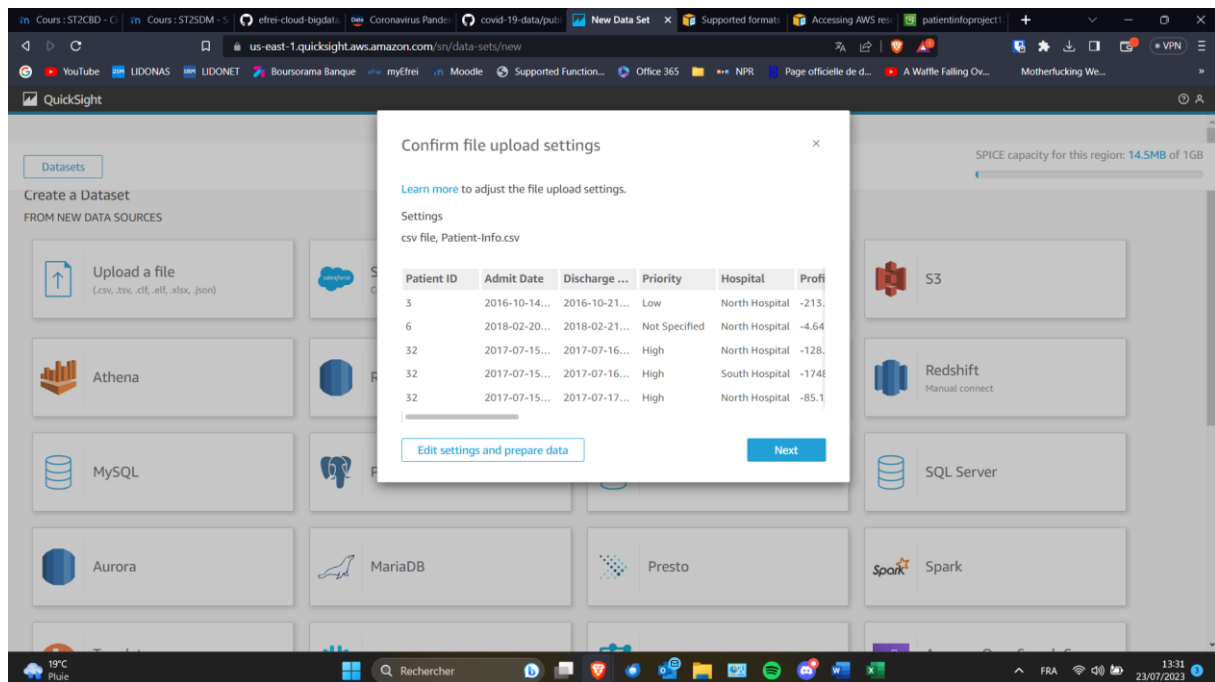 Cours : ST2CBD - C
Cours : ST2SDM - S
efrei-cloud-bigdata
Coronavirus Pander
covid-19-data/publ
New Data Set
Supported formats
Accessing AWS reso
patientinfoproject1.
us-east-1.quicksight.aws.amazon.com/sn/data-sets/new
VPN
YouTube
LIDONAS
LIDONET
Boursorama Banque
myEfrei
Moodle
Supported Function...
Office 365
NPR
Page officielle de d...
A Waffle Falling Ov...
Motherfucking We...
QuickSight
Datasets
SPICE capacity for this region: 14.5MB of 1GB
Create a Dataset
FROM NEW DATA SOURCES
Confirm file upload settings
Learn more to adjust the file upload settings.
Settings
csv file, Patient-Info.csv
Patient ID Admit Date Discharge ... Priority Hospital Profi
3 2016-10-14... 2016-10-21... Low North Hospital -213.
6 2018-02-20... 2018-02-21... Not Specified North Hospital -4.64
32 2017-07-15... 2017-07-16... High North Hospital -128.
32 2017-07-15... 2017-07-16... High South Hospital -1748
32 2017-07-15... 2017-07-17... High North Hospital -85.1
Edit settings and prepare data
Next
Upload a file
(.csv, .tsv, .clf, .elf, .xlsx, .json)
salesforce
S3
Athena
Redshift
Manual connect
MySQL
SQL Server
Aurora
MariaDB
Presto
Spark
Spark
19°C
Pluie
Rechercher
FRA
13:31
23/07/2023